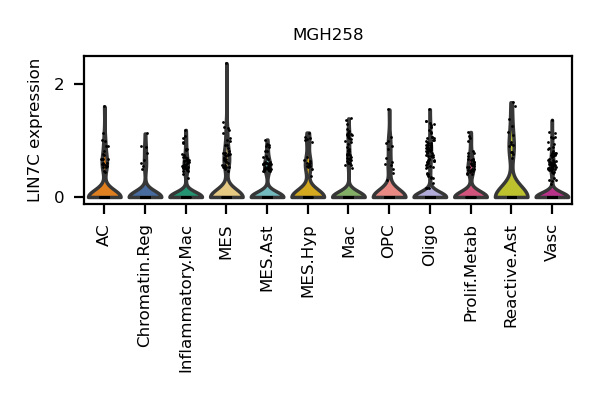 MGH258
LIN7C expression
2
0
AC
Chromatin.Reg
Inflammatory.Mac
MES
MES.Ast
MES.Hyp
Mac
OPC
Oligo
Prolif.Metab
Reactive.Ast
Vasc